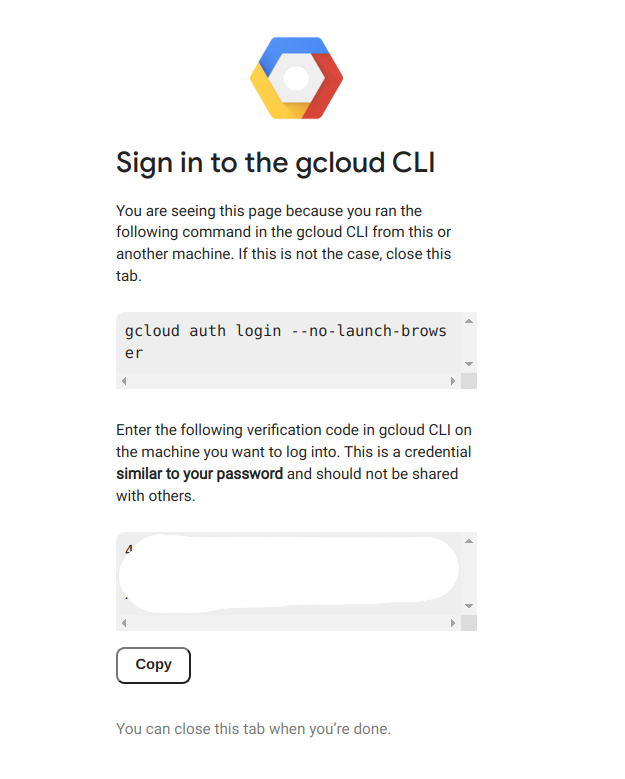 Sign in to the gcloud CLI
You are seeing this page because you ran the
following command in the gcloud CLI from this or
another machine. If this is not the case, close this
tab.
gcloud auth login --no-launch-brows
er
Enter the following verification code in gcloud CLI on
the machine you want to log into. This is a credential
similar to your password and should not be shared
with others.
Copy
You can close this tab when you’re done.